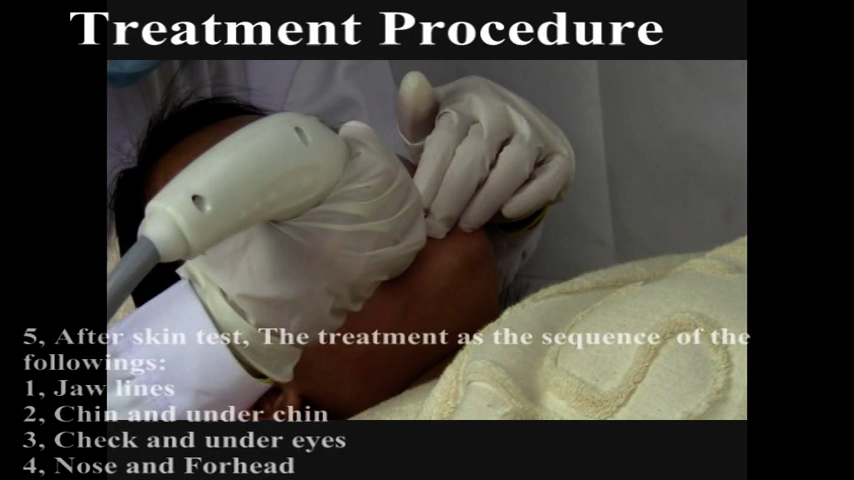 Treatment Procedure
5, After skin test, The treatment as the sequence of the
followings:
1, Jaw lines
2, Chin and under chin
3, Check and under eyes
4, Nose and Forhead